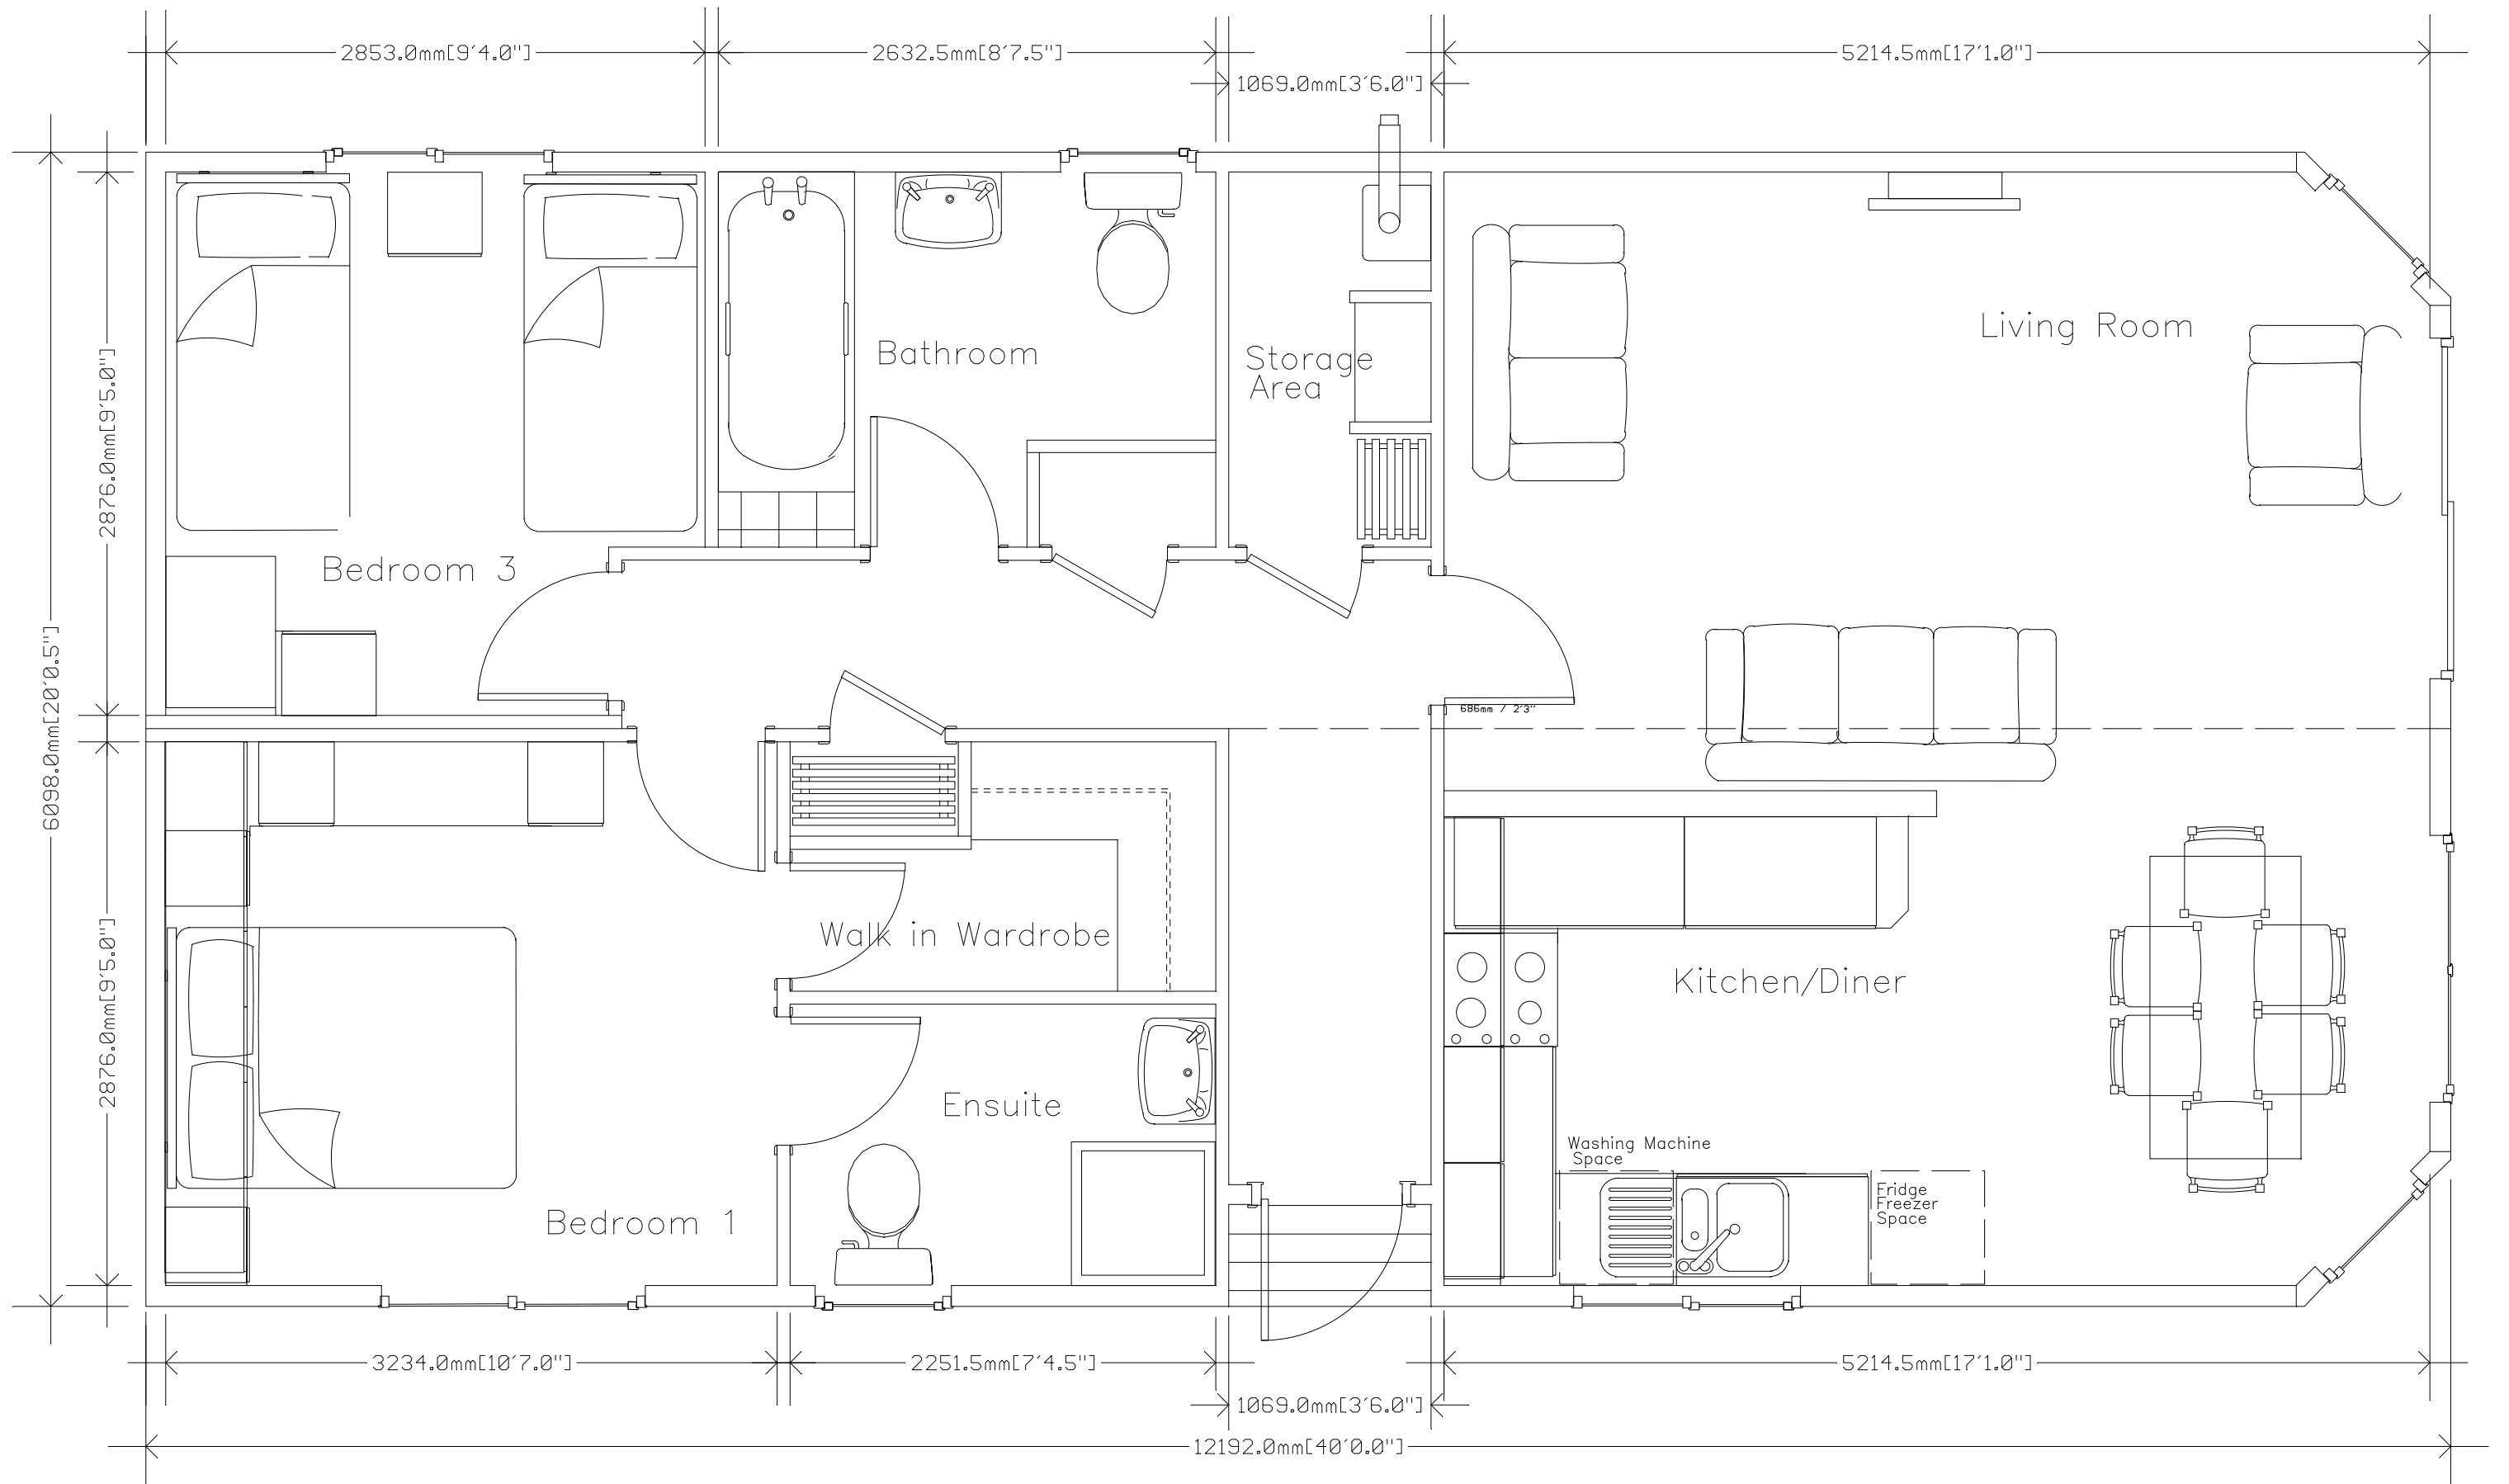 2853.0mm[9'4.0"]
2632.5mm[8'7.5"]
5214.5mm[17'1.0"]
1069.0mm[3'6.0"]
2876.0mm[9'5.0"]
6098.0mm[20'0.5"]
2876.0mm[9'5.0"]
Living Room
Bathroom
Storage
Area
Bedroom 3
686mm / 2'3"
Walk in Wardrobe
Kitchen/Diner
Ensuite
Washing Machine
Space
Fridge
Freezer
Space
Bedroom 1
3234.0mm[10'7.0"]
2251.5mm[7'4.5"]
5214.5mm[17'1.0"]
1069.0mm[3'6.0"]
12192.0mm[40'0.0"]